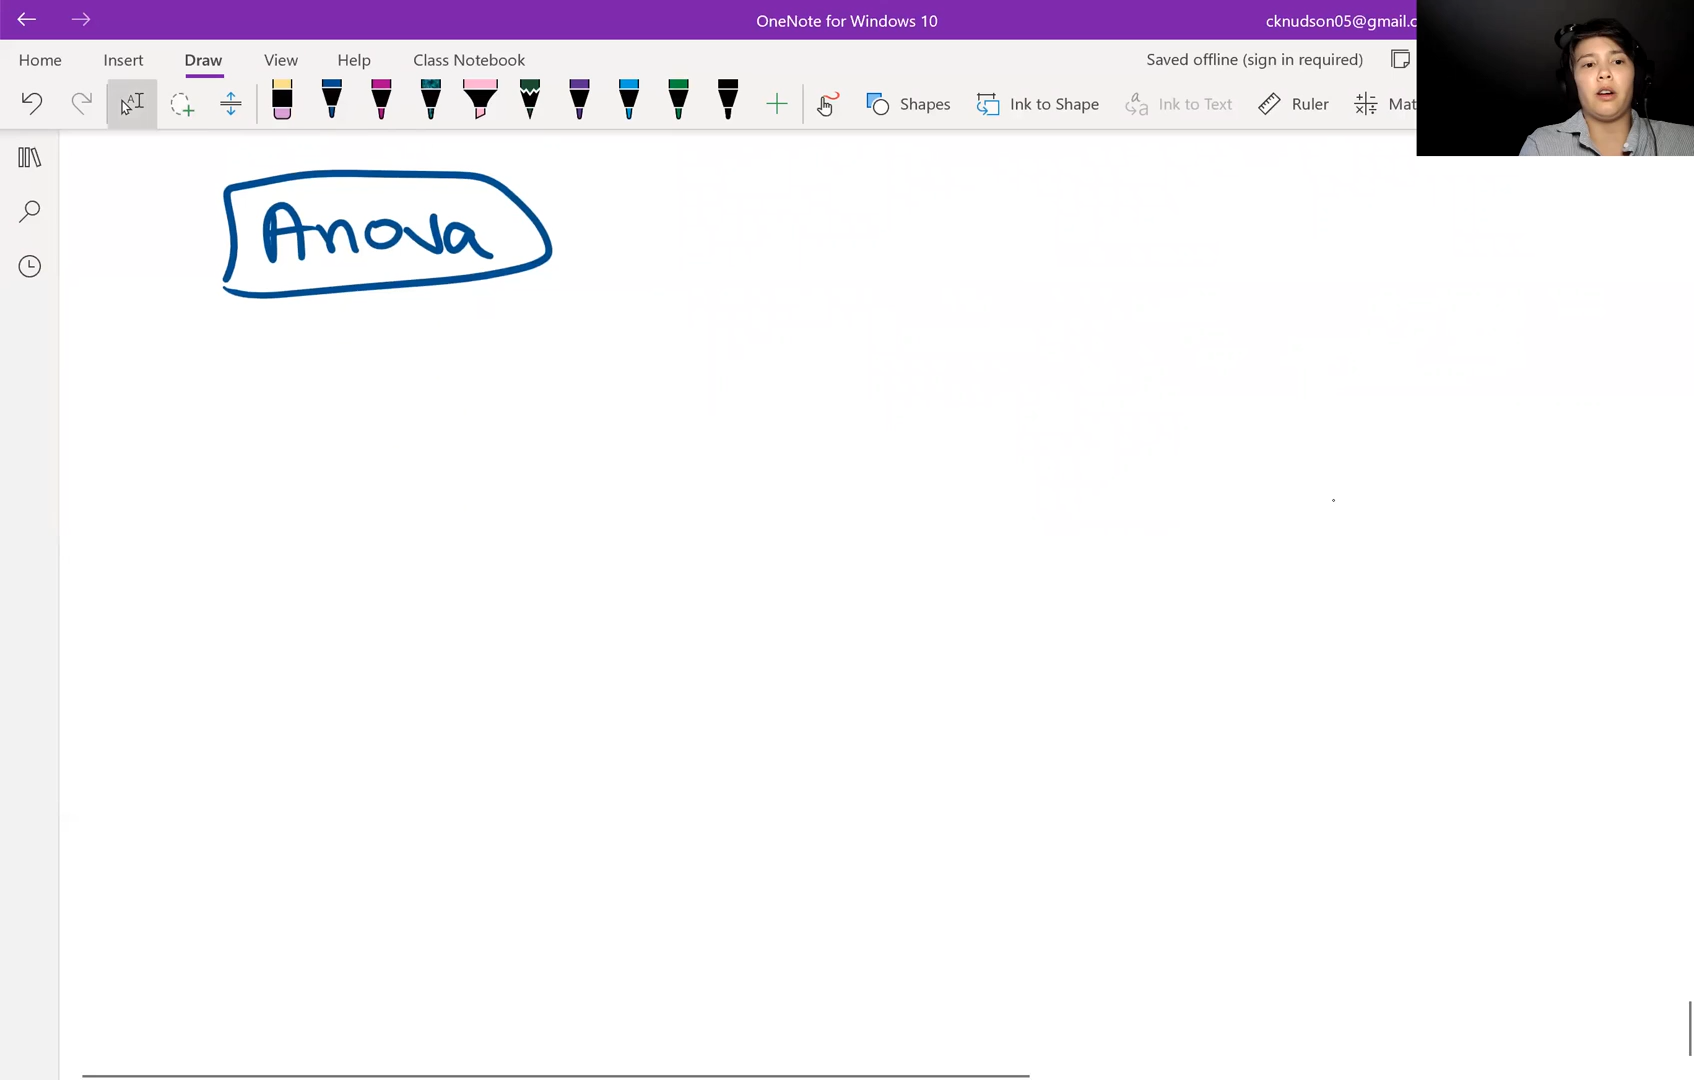 OneNote for Windows 10
cknudson05@gmail.c
Home Insert Draw View Help Class Notebook
Saved offline (sign in required)
Shapes Ink to Shape Ink to Text Ruler Mat
Anova